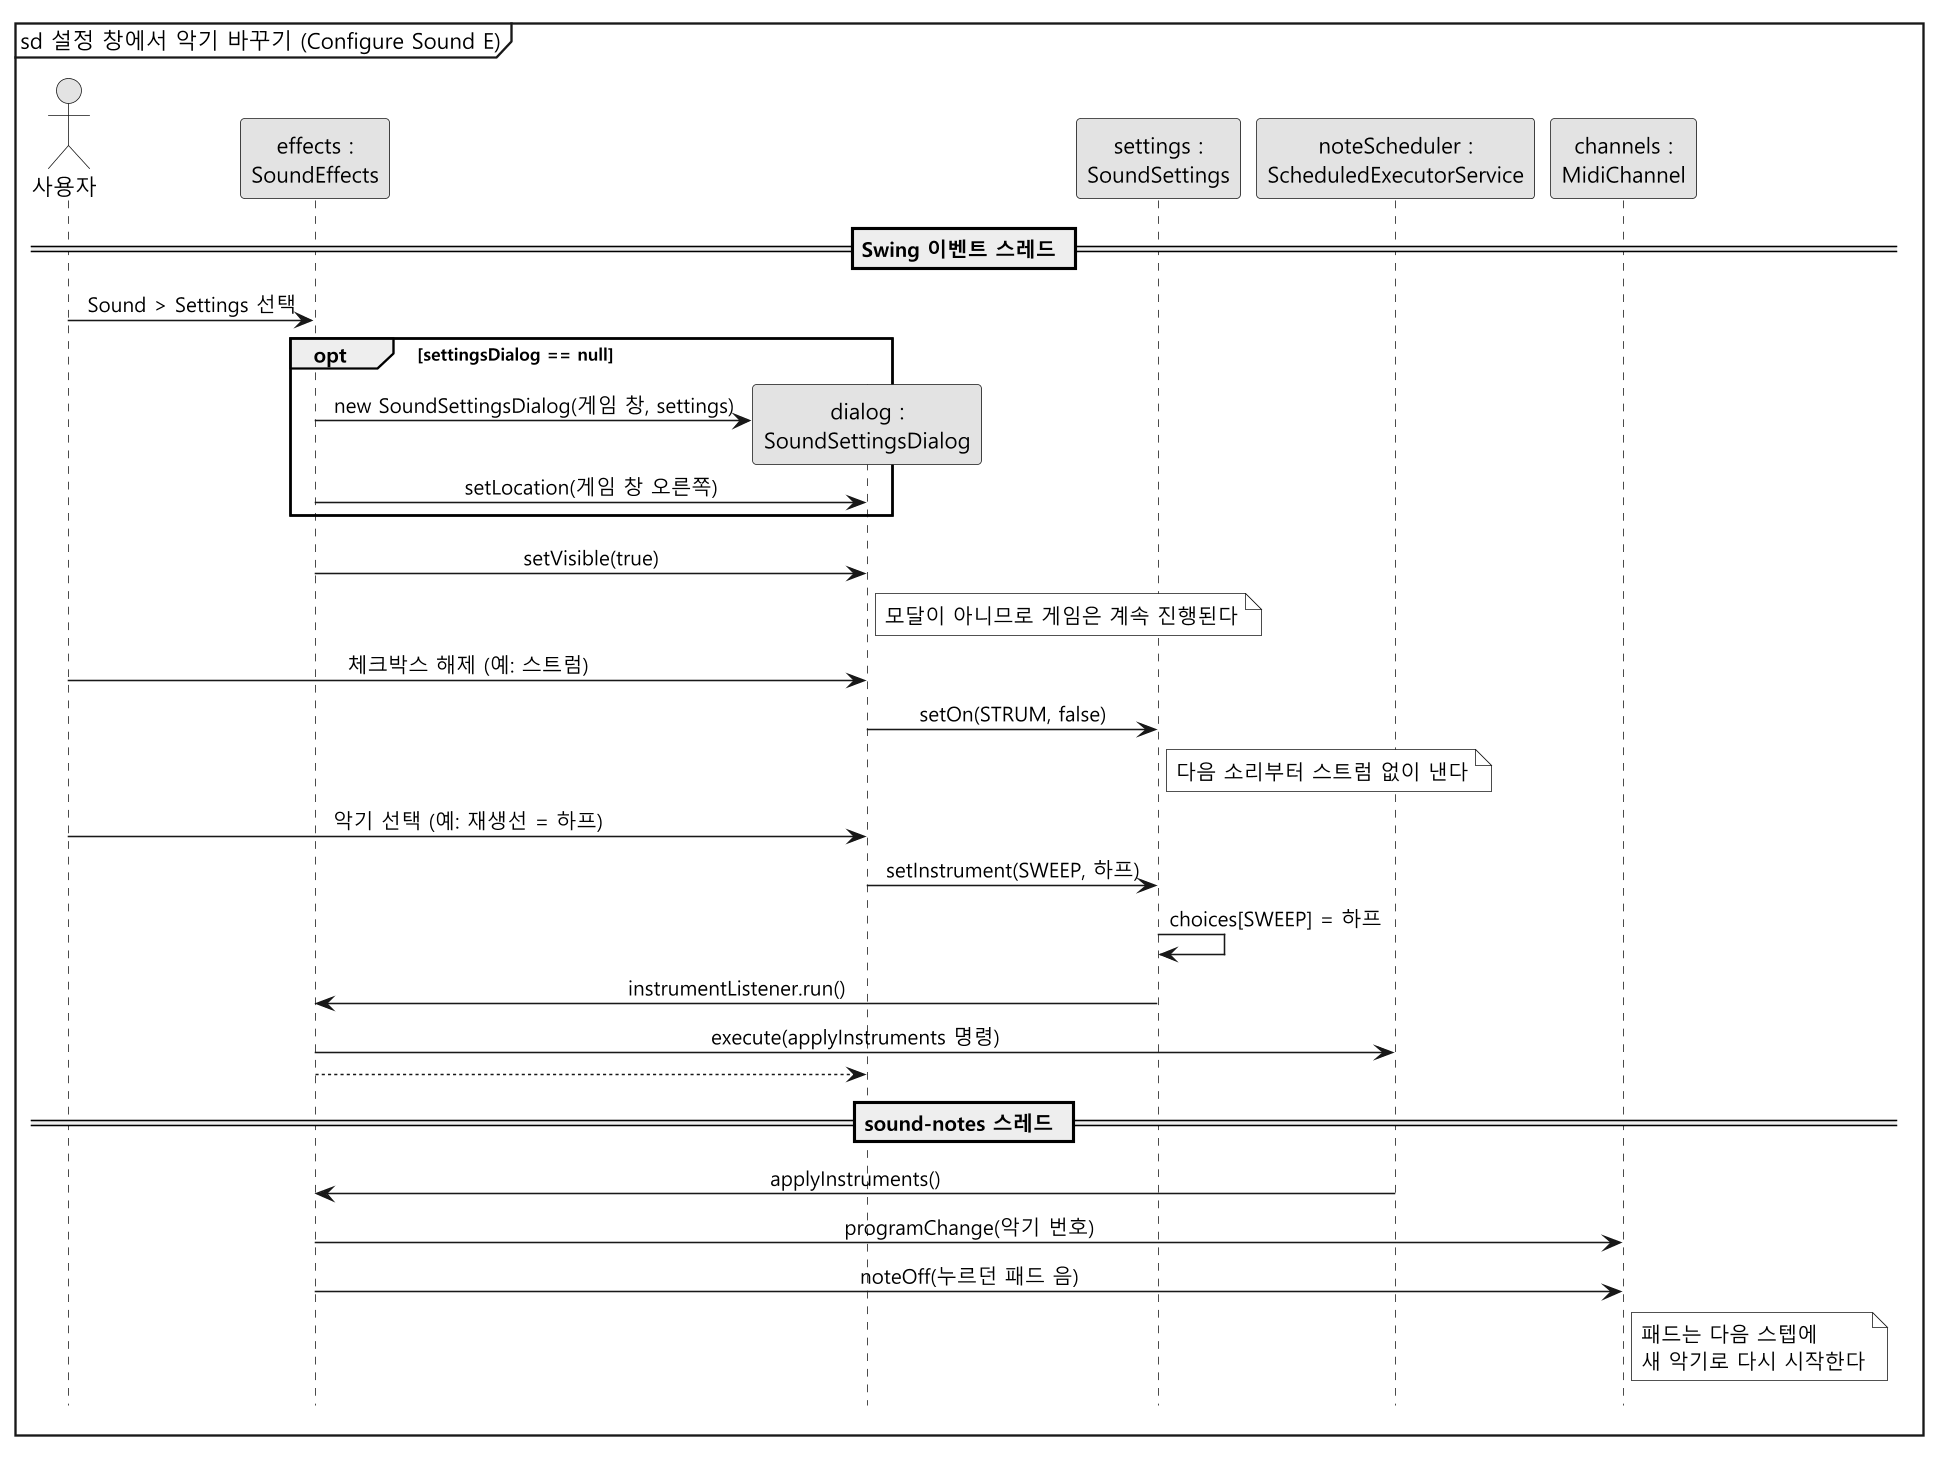 sd 설정 창에서 악기 바꾸기 (Configure Sound E)
사용자
effects :
SoundEffects
settings :
SoundSettings
noteScheduler :
ScheduledExecutorService
channels :
MidiChannel
Swing 이벤트 스레드
Sound > Settings 선택
opt [settingsDialog == null]
new SoundSettingsDialog(게임 창, settings)
dialog :
SoundSettingsDialog
setLocation(게임 창 오른쪽)
setVisible(true)
모달이 아니므로 게임은 계속 진행된다
체크박스 해제 (예: 스트럼)
setOn(STRUM, false)
다음 소리부터 스트럼 없이 낸다
악기 선택 (예: 재생선 = 하프)
setInstrument(SWEEP, 하프)
choices[SWEEP] = 하프
instrumentListener.run()
execute(applyInstruments 명령)
sound-notes 스레드
applyInstruments()
programChange(악기 번호)
noteOff(누르던 패드 음)
패드는 다음 스텝에
새 악기로 다시 시작한다